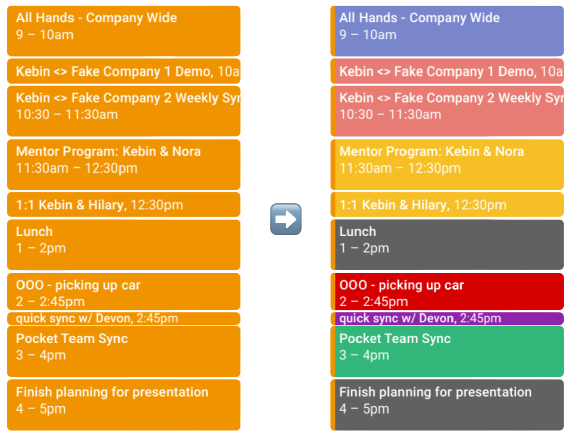 All Hands - Company Wide
9 – 10am
Kebin <> Fake Company 1 Demo, 10a
Kebin <> Fake Company 2 Weekly Syn
10:30 – 11:30am
Mentor Program: Kebin & Nora
11:30am – 12:30pm
1:1 Kebin & Hilary, 12:30pm
Lunch
1 – 2pm
OOO - picking up car
2 – 2:45pm
quick sync w/ Devon, 2:45pm
Pocket Team Sync
3 – 4pm
Finish planning for presentation
4 – 5pm
All Hands - Company Wide
9 – 10am
Kebin <> Fake Company 1 Demo, 10a
Kebin <> Fake Company 2 Weekly Syn
10:30 – 11:30am
Mentor Program: Kebin & Nora
11:30am – 12:30pm
1:1 Kebin & Hilary, 12:30pm
Lunch
1 – 2pm
OOO - picking up car
2 – 2:45pm
quick sync w/ Devon, 2:45pm
Pocket Team Sync
3 – 4pm
Finish planning for presentation
4 – 5pm